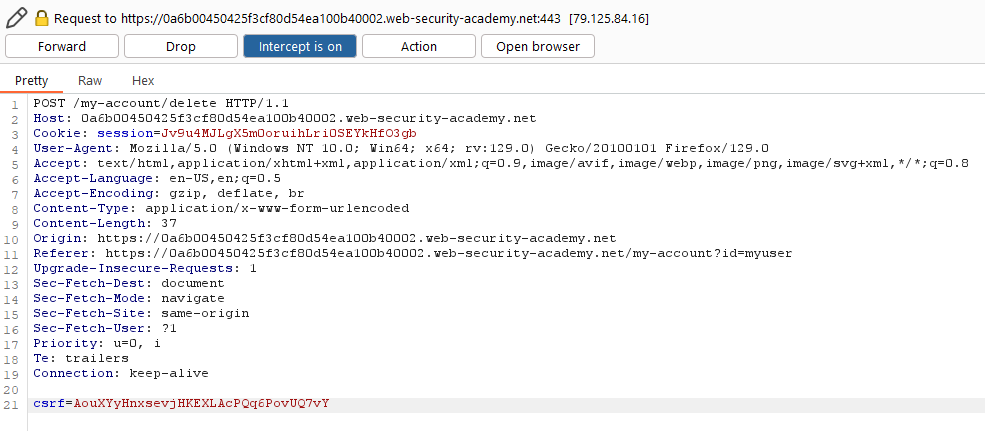 Request to https://0a6b00450425f3cf80d54ea100b40002.web-security-academy.net:443 [79.125.84.16]
Forward Drop Intercept is on Action Open browser
Pretty Raw Hex
1 POST /my-account/delete HTTP/1.1
2 Host: 0a6b00450425f3cf80d54ea100b40002.web-security-academy.net
3 Cookie: session=Jv9u4MJLgX5mOoruihLri0SEYkHfO3gb
4 User-Agent: Mozilla/5.0 (Windows NT 10.0; Win64; x64; rv:129.0) Gecko/20100101 Firefox/129.0
5 Accept: text/html,application/xhtml+xml,application/xml;q=0.9,image/avif,image/webp,image/png,image/svg+xml,*/*;q=0.8
6 Accept-Language: en-US,en;q=0.5
7 Accept-Encoding: gzip, deflate, br
8 Content-Type: application/x-www-form-urlencoded
9 Content-Length: 37
10 Origin: https://0a6b00450425f3cf80d54ea100b40002.web-security-academy.net
11 Referer: https://0a6b00450425f3cf80d54ea100b40002.web-security-academy.net/my-account?id=myuser
12 Upgrade-Insecure-Requests: 1
13 Sec-Fetch-Dest: document
14 Sec-Fetch-Mode: navigate
15 Sec-Fetch-Site: same-origin
16 Sec-Fetch-User: ?1
17 Priority: u=0, i
18 Te: trailers
19 Connection: keep-alive
20
21 csrf=AouXYyHnxsevjHKEXLAcPQq6PovUQ7vY